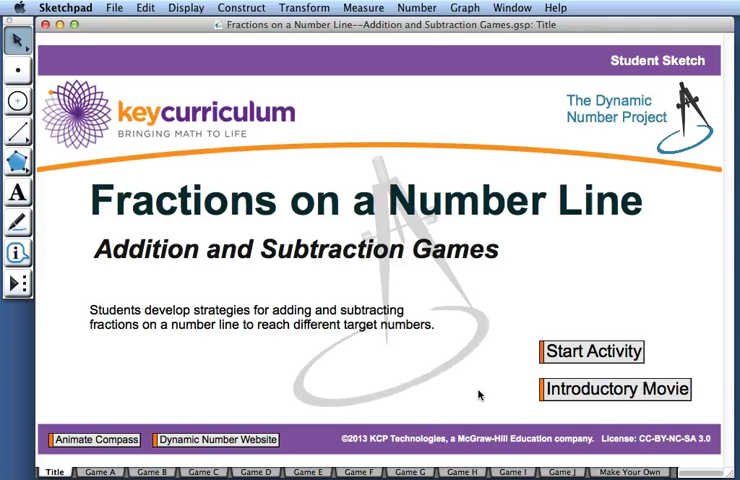 Sketchpad File Edit Display Construct Transform Measure Number Graph Window Help
Fractions on a Number Line--Addition and Subtraction Games.gsp: Title
Student Sketch
keycurriculum
BRINGING MATH TO LIFE
The Dynamic
Number Project
Fractions on a Number Line
Addition and Subtraction Games
Students develop strategies for adding and subtracting
fractions on a number line to reach different target numbers.
Start Activity
Introductory Movie
Animate Compass Dynamic Number Website ©2013 KCP Technologies, a McGraw-Hill Education company. License: CC-BY-NC-SA 3.0
Title Game A Game B Game C Game D Game E Game F Game G Game H Game I Game J Make Your Own
A